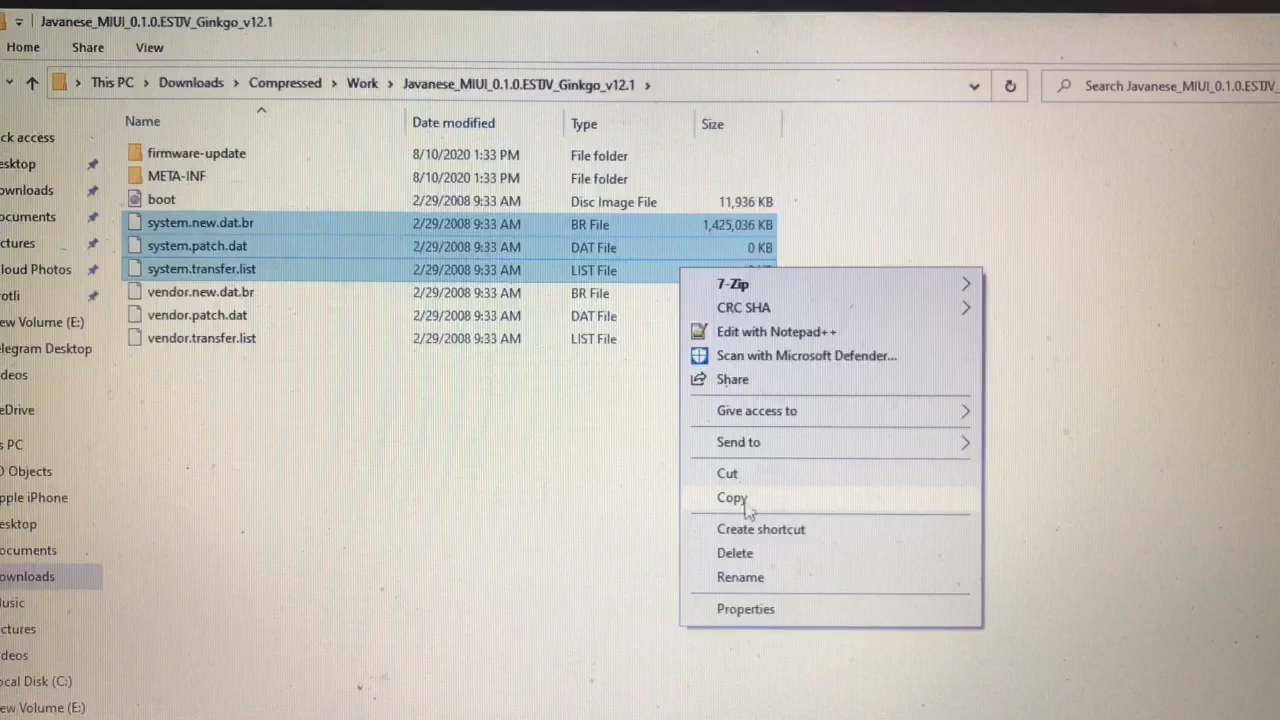 Javanese_MIUI_0.1.0.ESTJV_Ginkgo_v12.1
Home Share View
This PC > Downloads > Compressed > Work > Javanese_MIUI_0.1.0.ESTJV_Ginkgo_v12.1 >
Search Javanese_MIUI_0.1.0.ESTJV_
Name Date modified Type Size
ck access
esktop
ownloads
ocuments
ctures
loud Photos
rotli
ew Volume (E:)
elegram Desktop
deos
eDrive
s PC
D Objects
pple iPhone
esktop
ocuments
ownloads
usic
ctures
deos
ocal Disk (C:)
ew Volume (E:)
firmware-update 8/10/2020 1:33 PM File folder
META-INF 8/10/2020 1:33 PM File folder
boot 2/29/2008 9:33 AM Disc Image File 11,936 KB
system.new.dat.br 2/29/2008 9:33 AM BR File 1,425,036 KB
system.patch.dat 2/29/2008 9:33 AM DAT File 0 KB
system.transfer.list 2/29/2008 9:33 AM LIST File
vendor.new.dat.br 2/29/2008 9:33 AM BR File
vendor.patch.dat 2/29/2008 9:33 AM DAT File
vendor.transfer.list 2/29/2008 9:33 AM LIST File
7-Zip
CRC SHA
Edit with Notepad++
Scan with Microsoft Defender...
Share
Give access to
Send to
Cut
Copy
Create shortcut
Delete
Rename
Properties